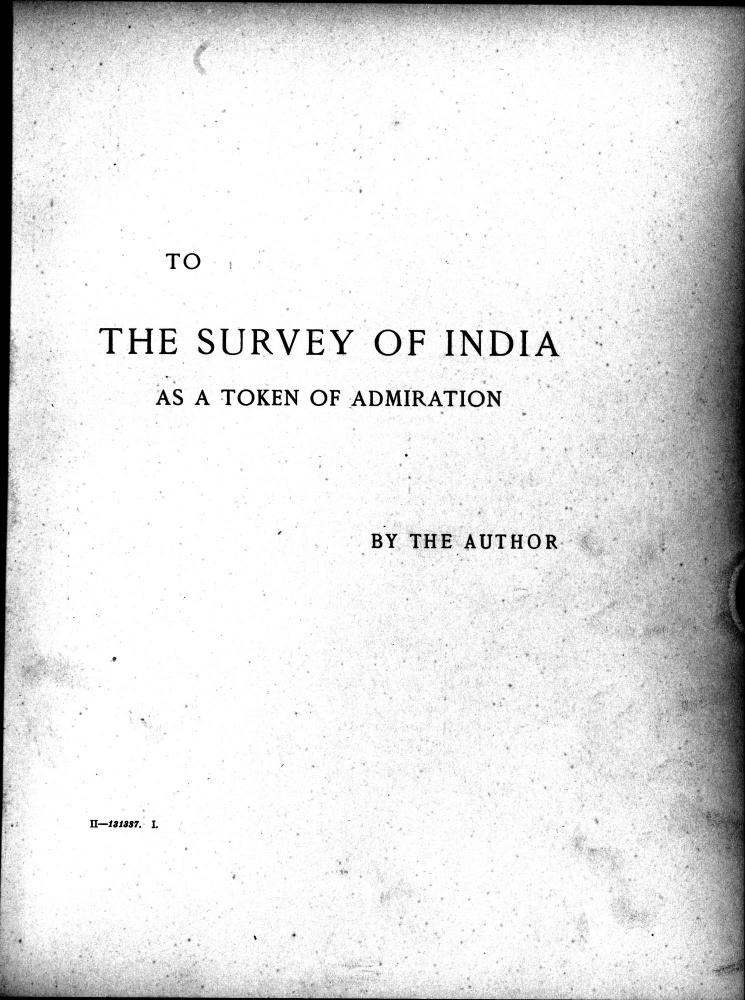 TO
THE SURVEY OF INDIA
AS A TOKEN OF ADMIRATION
BY THE AUTHOR
II—131337. I.